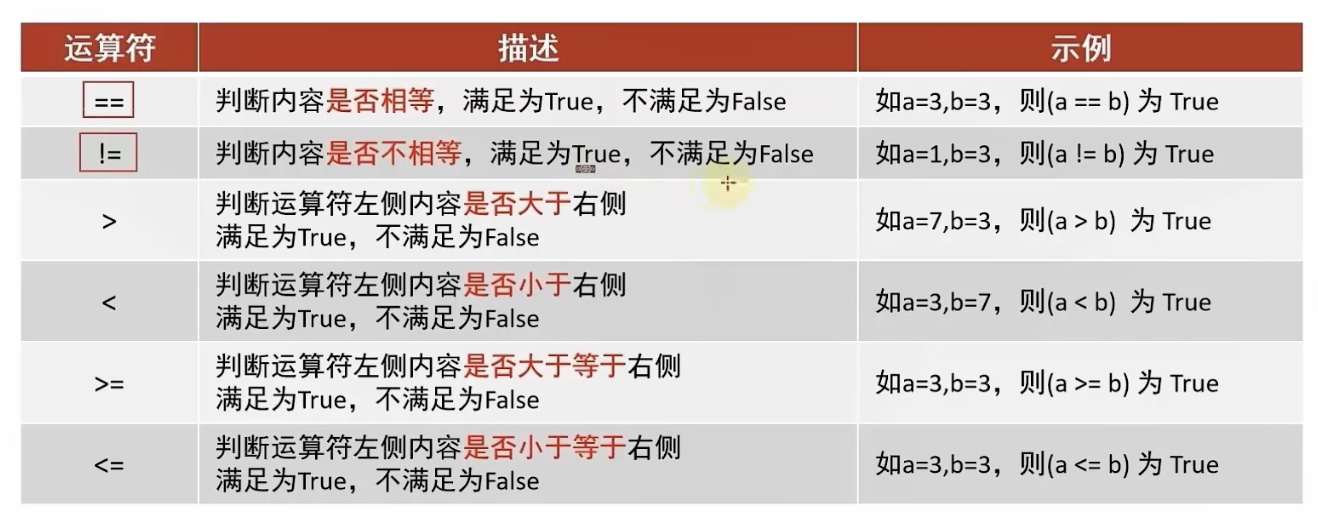 运算符 描述 示例
== 判断内容是否相等，满足为True，不满足为False 如a=3,b=3，则(a == b) 为 True
!= 判断内容是否不相等，满足为True，不满足为False 如a=1,b=3，则(a != b) 为 True
> 判断运算符左侧内容是否大于右侧
满足为True，不满足为False 如a=7,b=3，则(a > b) 为 True
< 判断运算符左侧内容是否小于右侧
满足为True，不满足为False 如a=3,b=7，则(a < b) 为 True
>= 判断运算符左侧内容是否大于等于右侧
满足为True，不满足为False 如a=3,b=3，则(a >= b) 为 True
<= 判断运算符左侧内容是否小于等于右侧
满足为True，不满足为False 如a=3,b=3，则(a <= b) 为 True